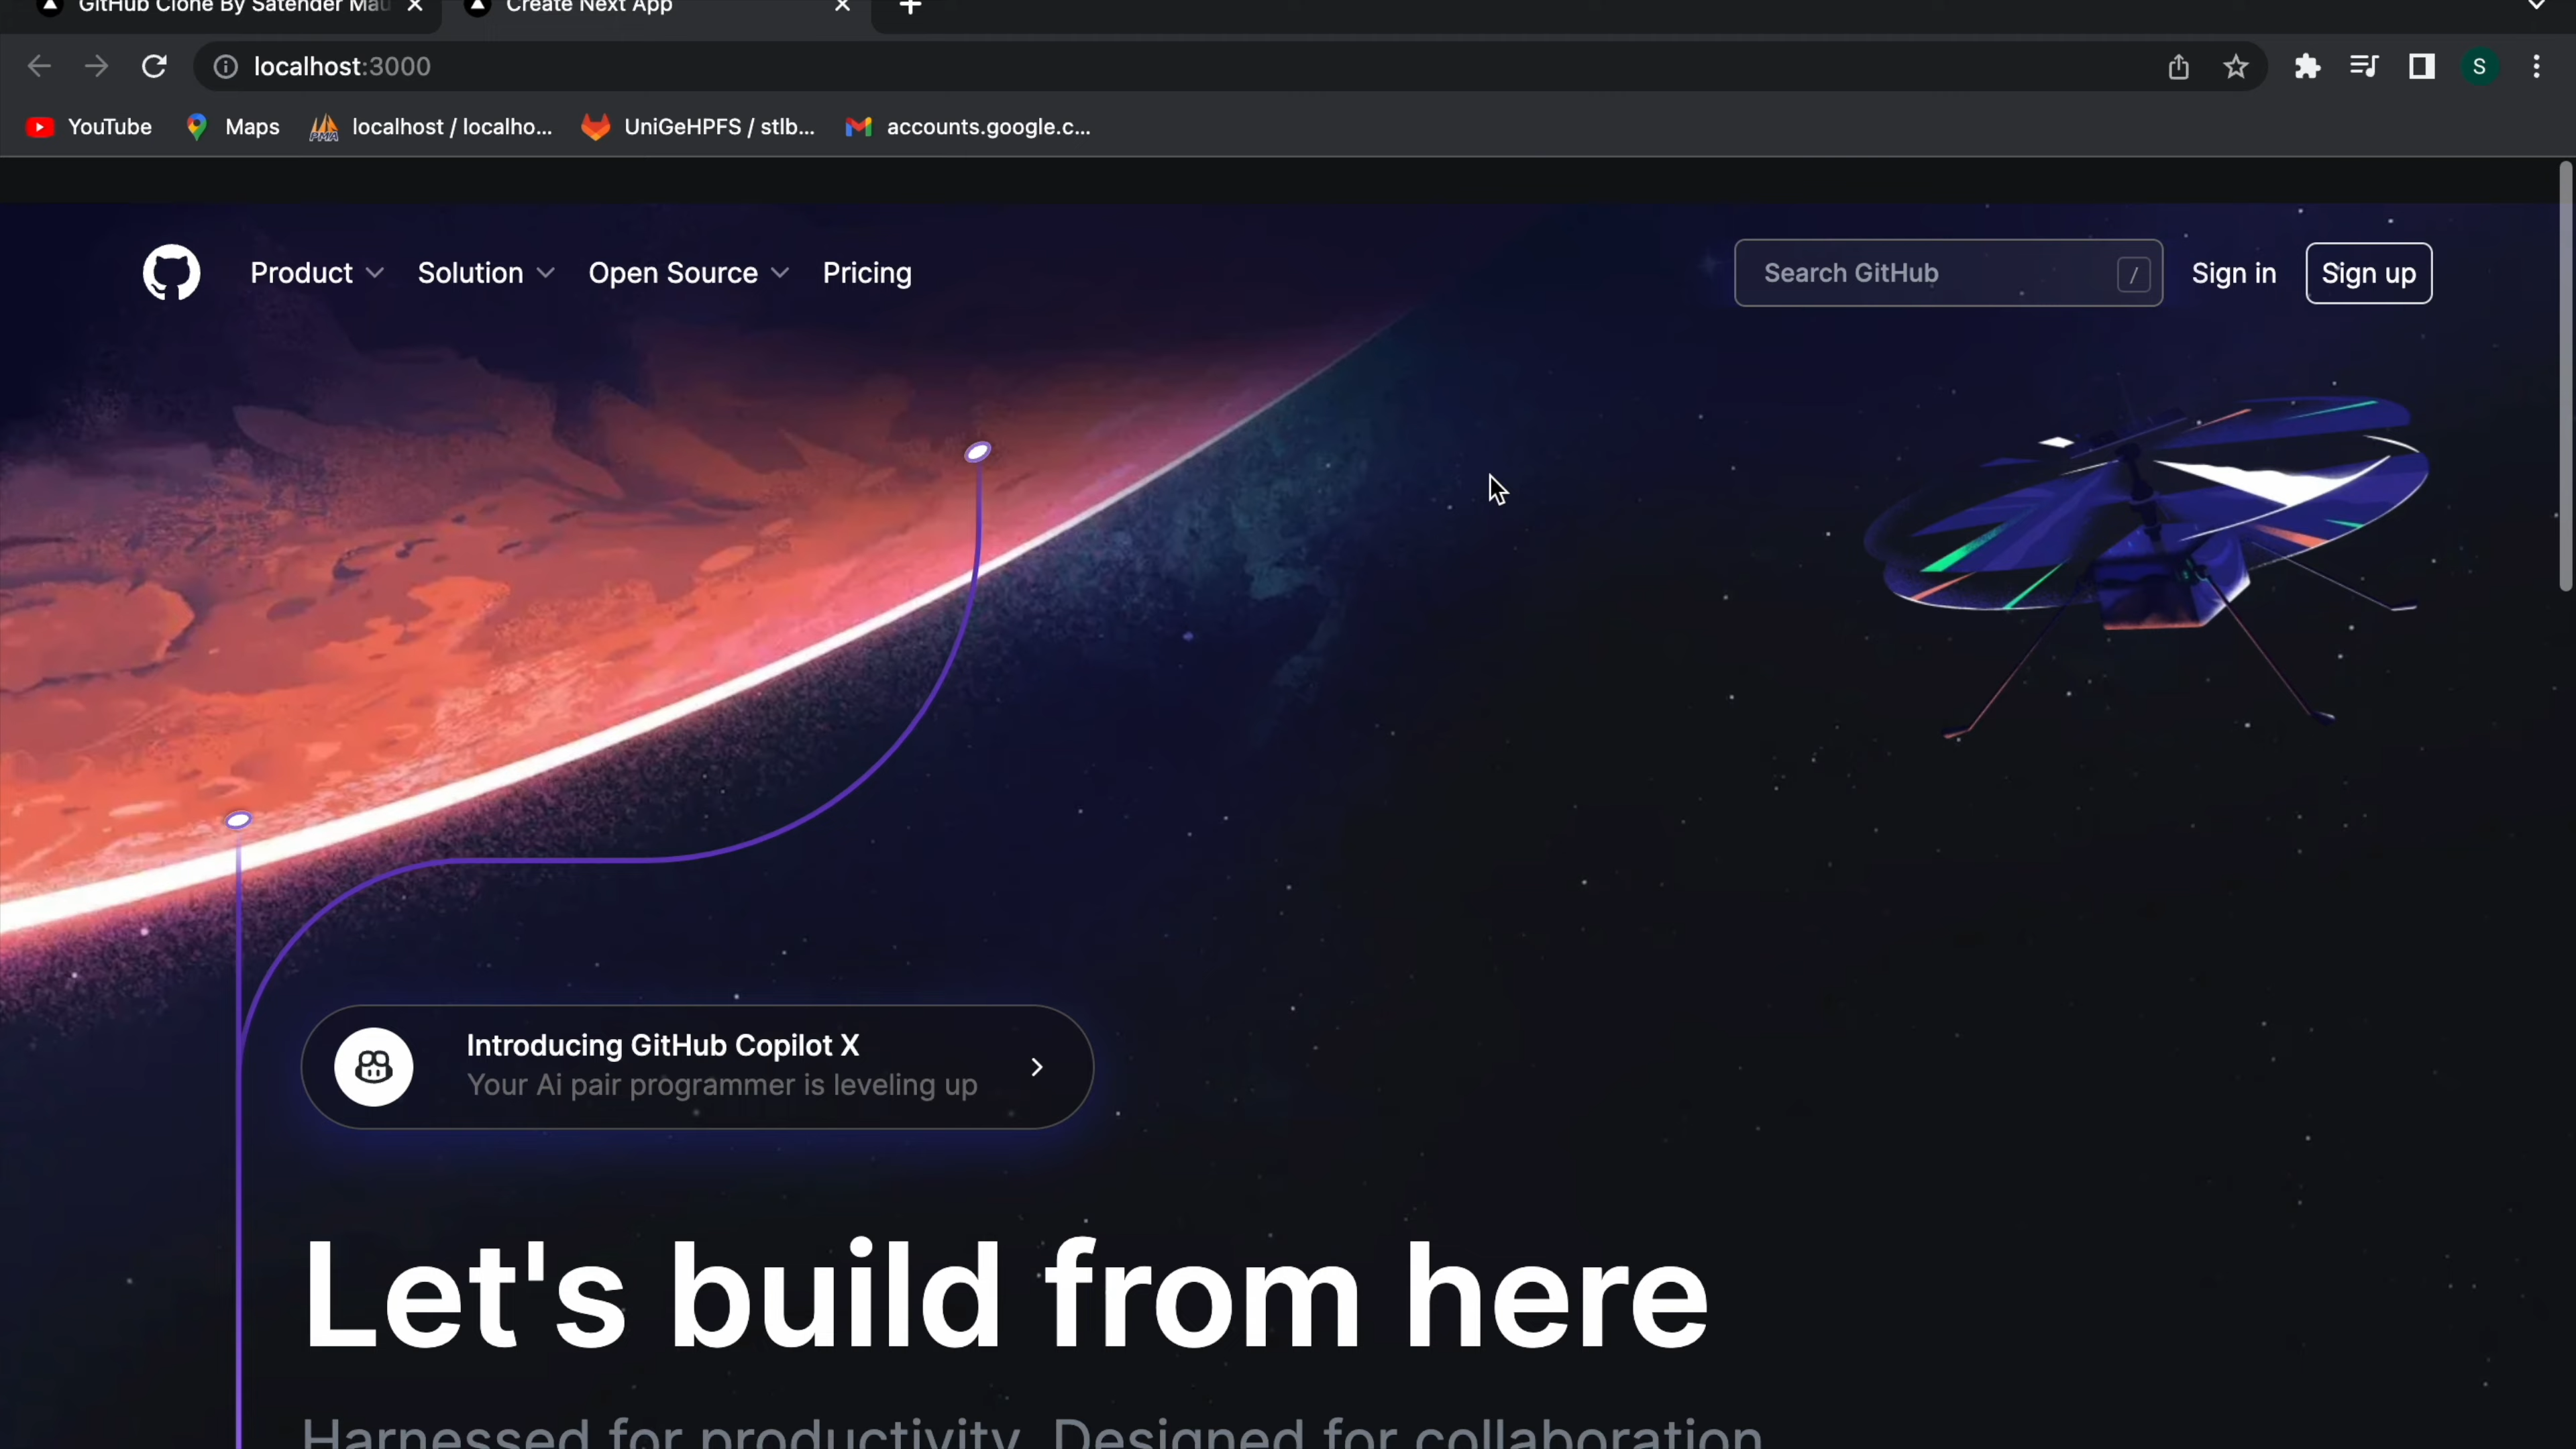 GitHub Clone By Satender Mau
Create Next App
localhost:3000
S
YouTube
Maps
PMA
localhost / localho...
UniGeHPFS / stlb...
accounts.google.c...
Product
Solution
Open Source
Pricing
Search GitHub
/
Sign in
Sign up
Introducing GitHub Copilot X
Your Ai pair programmer is leveling up
Let's build from here
Harnessed for productivity. Designed for collaboration